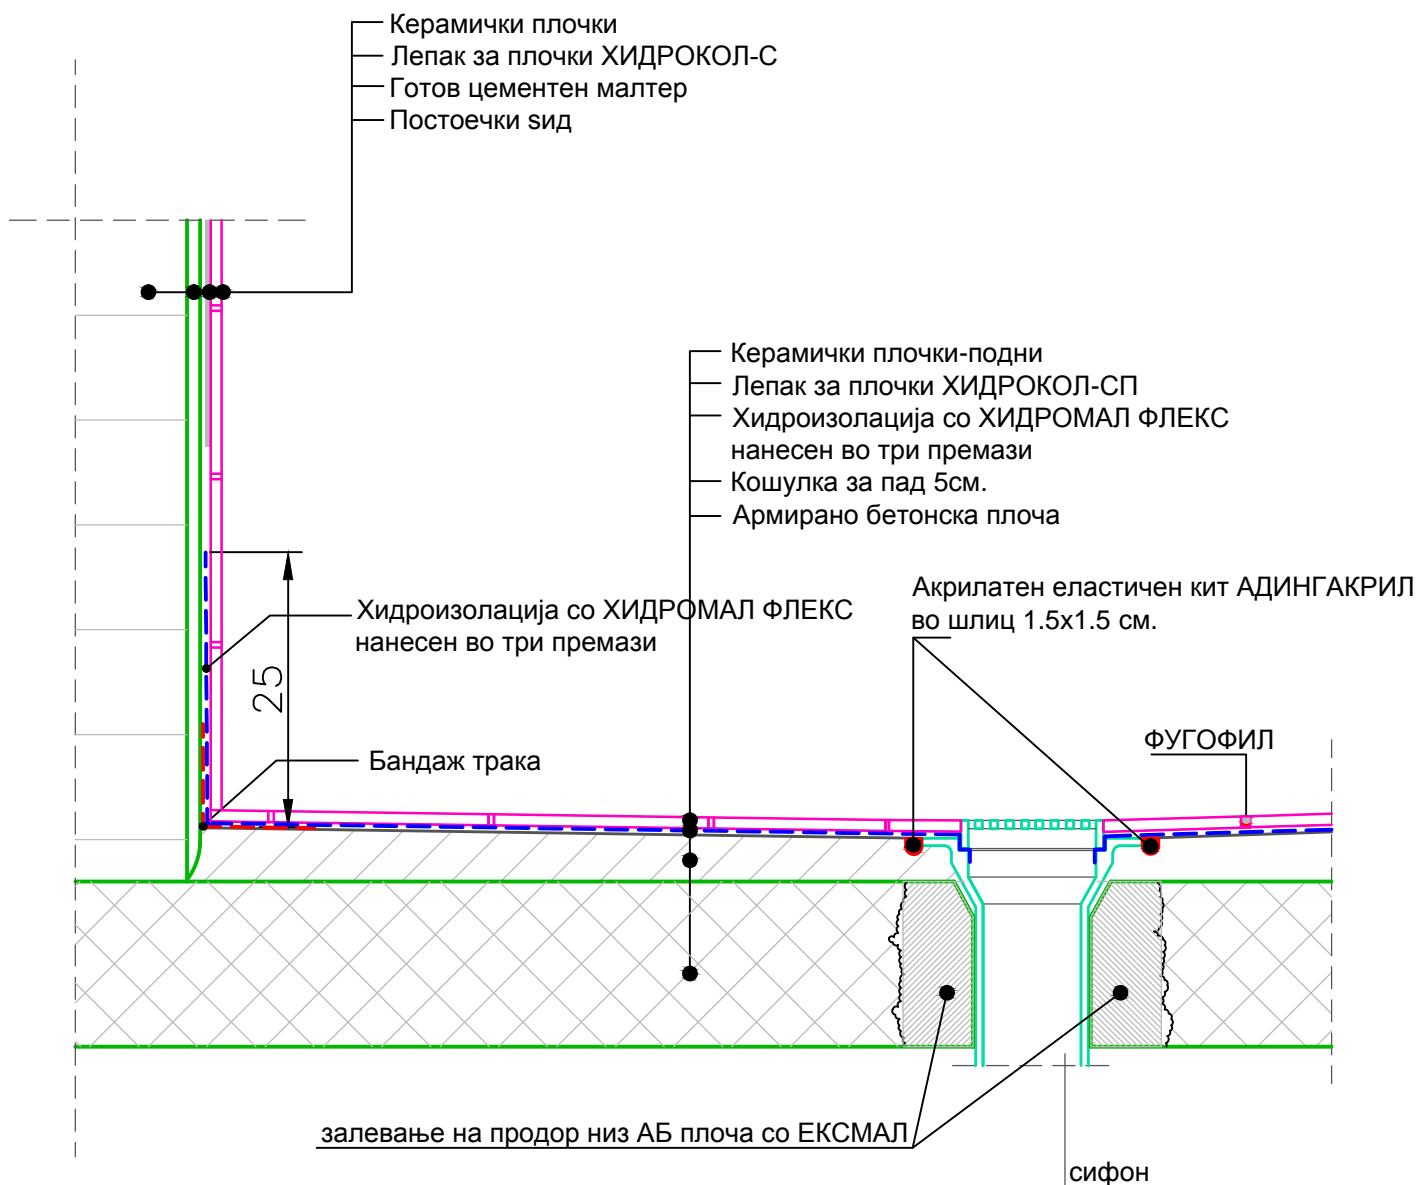 Керамички плочки
Лепак за плочки ХИДРОКОЛ-С
Готов цементен малтер
Постоечки ѕид
Керамички плочки-подни
Лепак за плочки ХИДРОКОЛ-СП
Хидроизолација со ХИДРОМАЛ ФЛЕКС
нанесен во три премази
Кошулка за пад 5см.
Армирано бетонска плоча
Акрилатен еластичен кит АДИНГАКРИЛ
во шлиц 1.5х1.5 см.
Хидроизолација со ХИДРОМАЛ ФЛЕКС
нанесен во три премази
25
ФУГОФИЛ
Бандаж трака
залевање на продор низ АБ плоча со ЕКСМАЛ
сифон